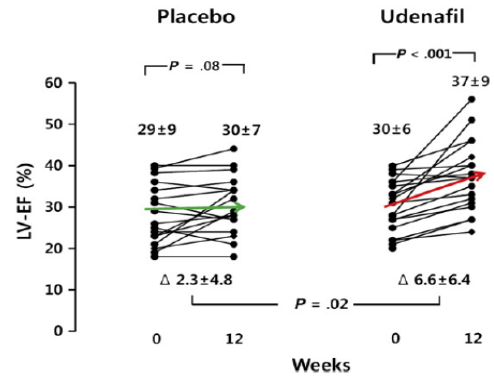 Placebo Udenafil
P = .08 P < .001
37±9
29±9 30±7 30±6
60
50
40
30
20
10
0
LV-EF (%)
Δ 2.3±4.8 Δ 6.6±6.4
P = .02
0 12 0 12
Weeks